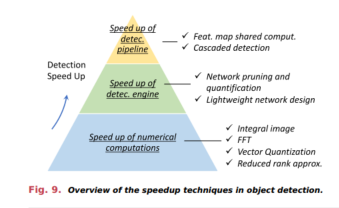 Speed up of
detec.
pipeline
✓ Feat. map shared comput.
✓ Cascaded detection
Detection
Speed Up
Speed up of
detec. engine
✓ Network pruning and
quantification
✓ Lightweight network design
Speed up of numerical
computations
✓ Integral image
✓ FFT
✓ Vector Quantization
✓ Reduced rank approx.
Fig. 9. Overview of the speedup techniques in object detection.